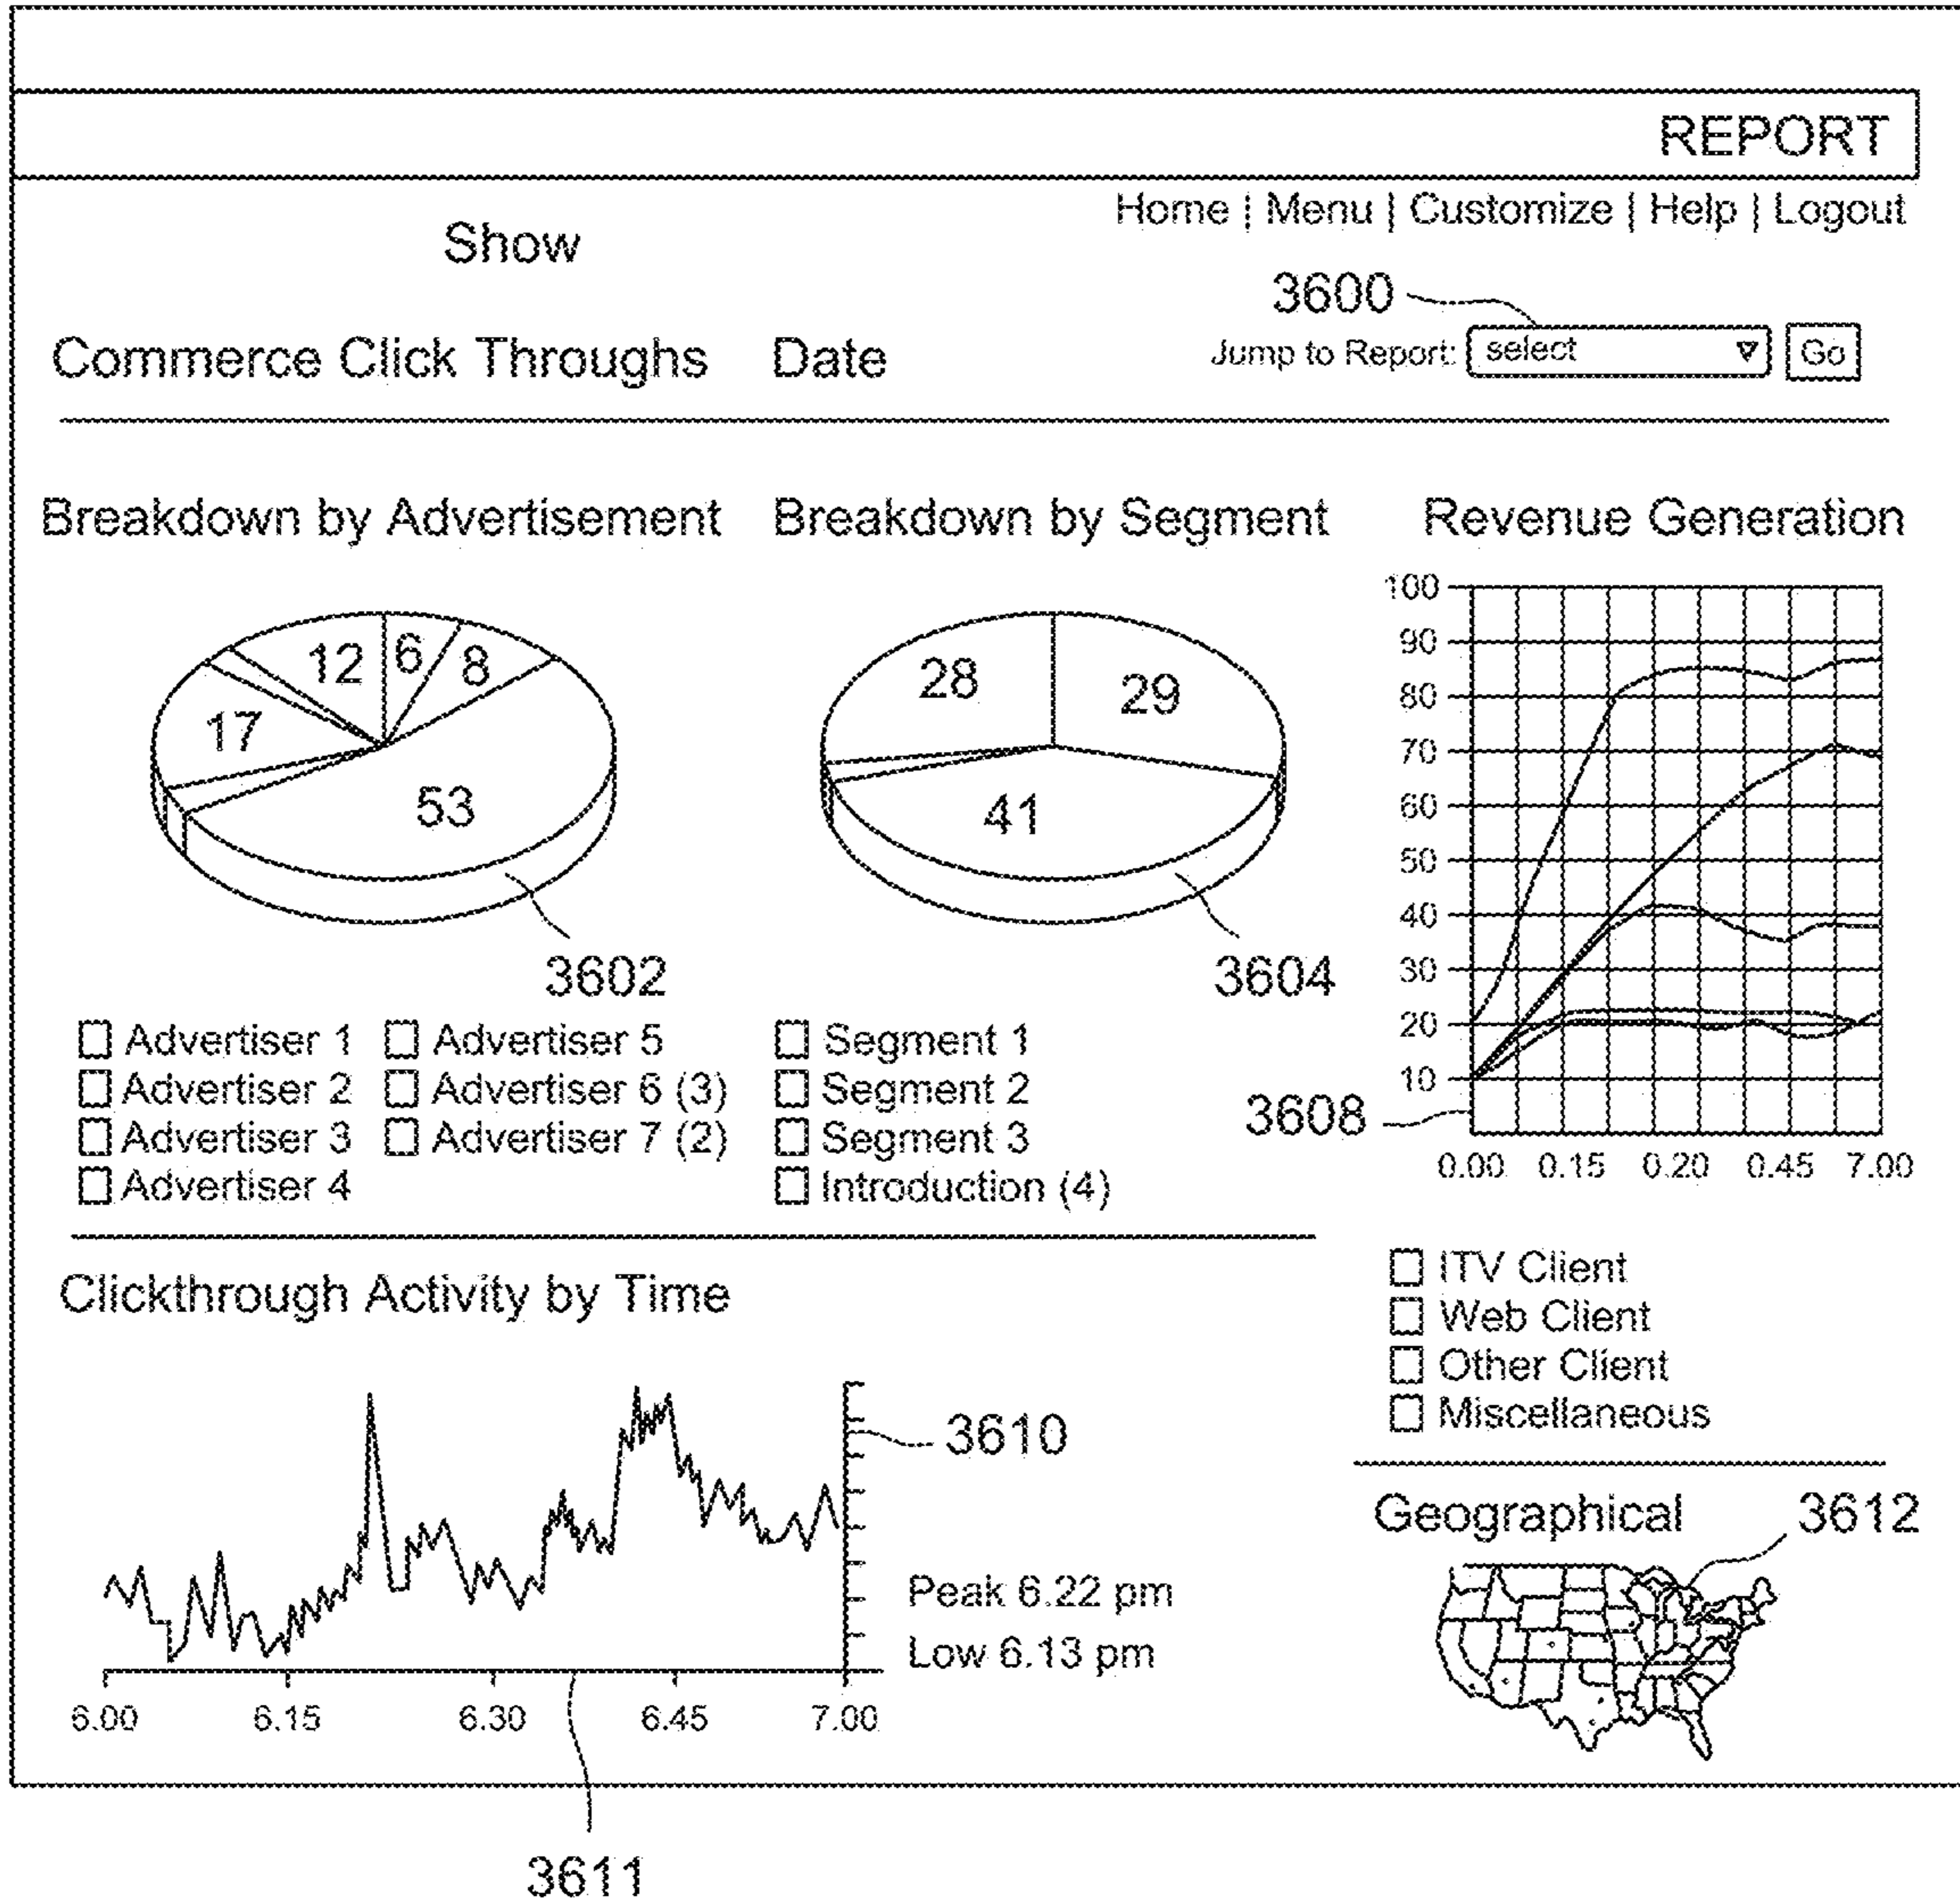 REPORT
Home | Menu | Customize | Help | Logout
Show
3600
Commerce Click Throughs Date
Jump to Report: select Go
Breakdown by Advertisement
12 6 8
17
53
3602
Advertiser 1 Advertiser 5
Advertiser 2 Advertiser 6 (3)
Advertiser 3 Advertiser 7 (2)
Advertiser 4
Breakdown by Segment
28 29
41
3604
Segment 1
Segment 2
Segment 3
Introduction (4)
Revenue Generation
100
90
80
70
60
50
40
30
20
10
3608
0.00 0.15 0.20 0.45 7.00
ITV Client
Web Client
Other Client
Miscellaneous
Clickthrough Activity by Time
3610
Peak 6.22 pm
Low 6.13 pm
6.00 6.15 6.30 6.45 7.00
3611
Geographical 3612